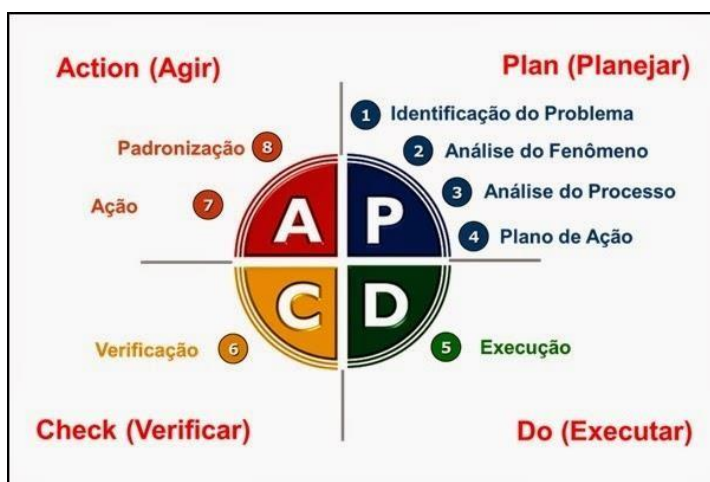 Action (Agir)
Plan (Planejar)
1 Identificação do Problema
2 Análise do Fenômeno
3 Análise do Processo
4 Plano de Ação
Padronização 8
Ação 7
A P
C D
Verificação 6
5 Execução
Check (Verificar)
Do (Executar)